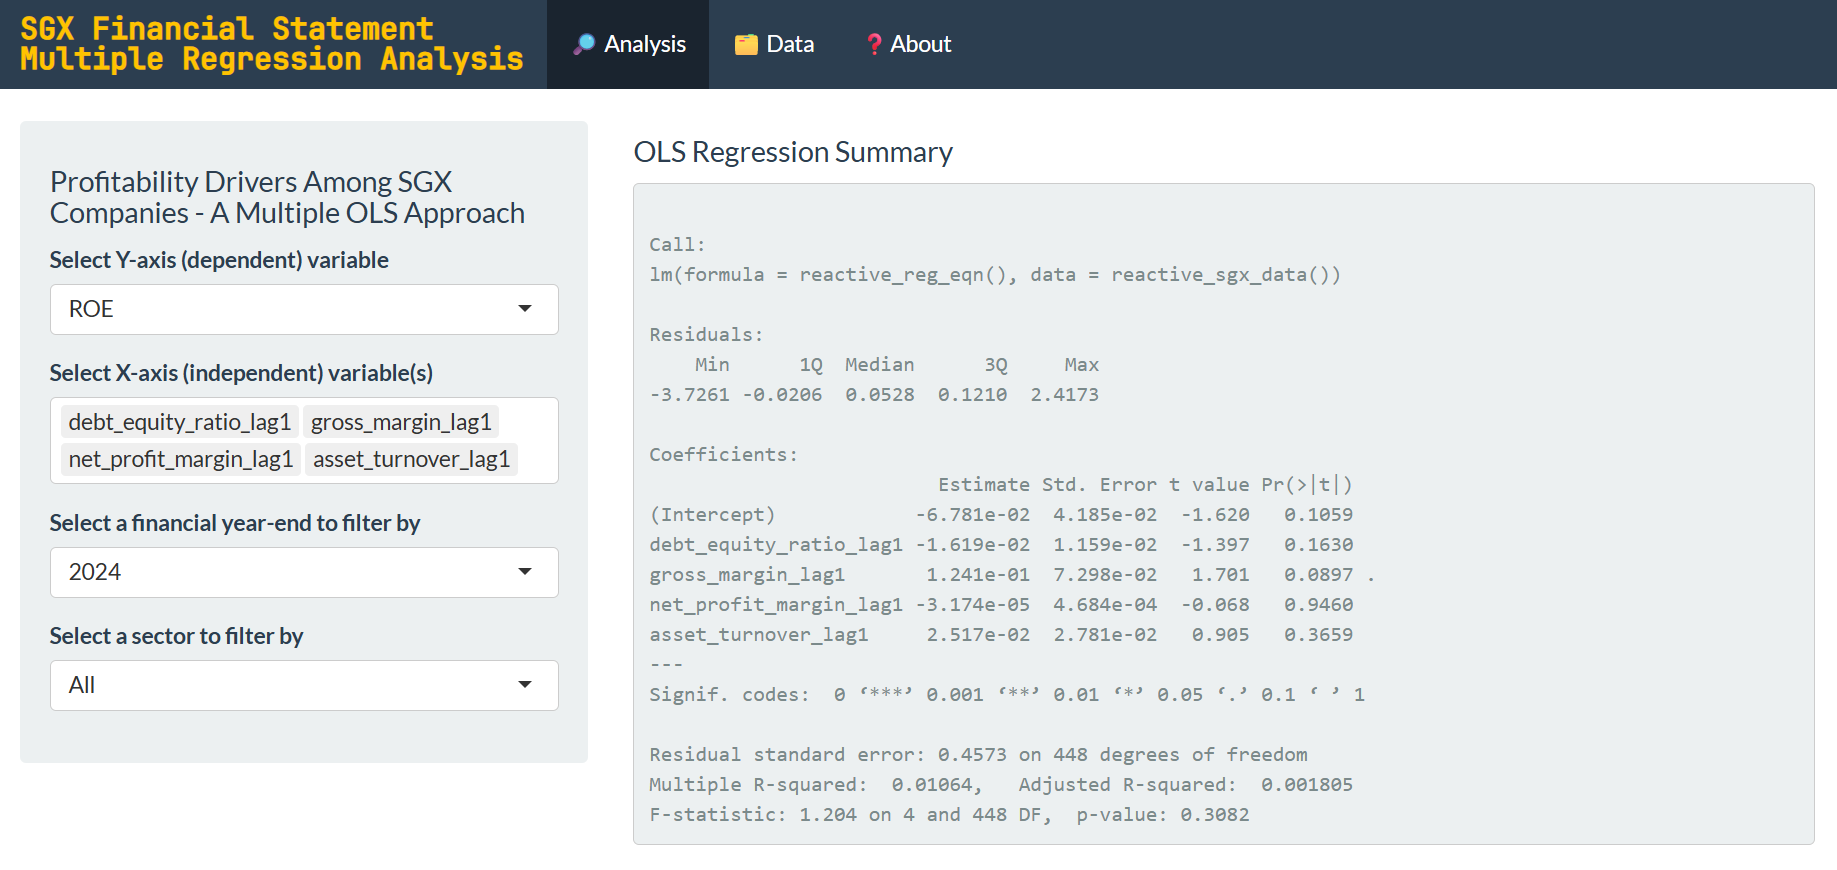 SGX Financial Statement
Multiple Regression Analysis
Analysis
Data
About
Profitability Drivers Among SGX
Companies - A Multiple OLS Approach
Select Y-axis (dependent) variable
ROE
Select X-axis (independent) variable(s)
debt_equity_ratio_lag1 gross_margin_lag1
net_profit_margin_lag1 asset_turnover_lag1
Select a financial year-end to filter by
2024
Select a sector to filter by
All
OLS Regression Summary
Call:
lm(formula = reactive_reg_eqn(), data = reactive_sgx_data())
Residuals:
    Min      1Q  Median      3Q     Max
-3.7261 -0.0206  0.0528  0.1210  2.4173
Coefficients:
                         Estimate Std. Error t value Pr(>|t|)
(Intercept)            -6.781e-02  4.185e-02  -1.620   0.1059
debt_equity_ratio_lag1 -1.619e-02  1.159e-02  -1.397   0.1630
gross_margin_lag1       1.241e-01  7.298e-02   1.701   0.0897 .
net_profit_margin_lag1 -3.174e-05  4.684e-04  -0.068   0.9460
asset_turnover_lag1     2.517e-02  2.781e-02   0.905   0.3659
---
Signif. codes:  0 ‘***’ 0.001 ‘**’ 0.01 ‘*’ 0.05 ‘.’ 0.1 ‘ ’ 1
Residual standard error: 0.4573 on 448 degrees of freedom
Multiple R-squared:  0.01064,   Adjusted R-squared:  0.001805
F-statistic: 1.204 on 4 and 448 DF,  p-value: 0.3082